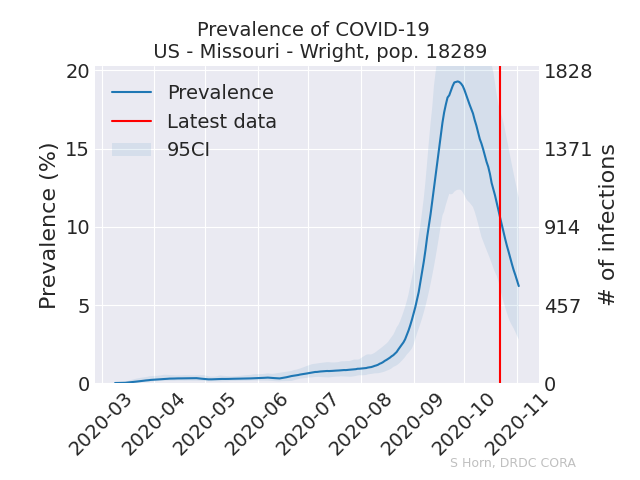 Prevalence of COVID-19
US - Missouri - Wright, pop. 18289
Prevalence
Latest data
95CI
Prevalence (%)
20
15
10
5
0
1828
1371
914
457
0
# of infections
2020-03
2020-04
2020-05
2020-06
2020-07
2020-08
2020-09
2020-10
2020-11
S Horn, DRDC CORA